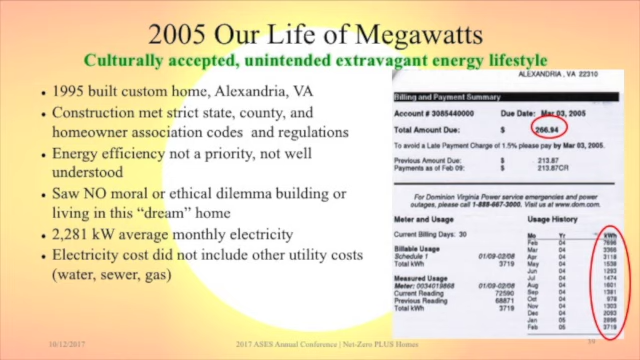 2005 Our Life of Megawatts
Culturally accepted, unintended extravagant energy lifestyle
• 1995 built custom home, Alexandria, VA
• Construction met strict state, county, and
homeowner association codes and regulations
• Energy efficiency not a priority, not well
understood
• Saw NO moral or ethical dilemma building or
living in this “dream” home
• 2,281 kW average monthly electricity
• Electricity cost did not include other utility costs
(water, sewer, gas)
ALEXANDRIA, VA 22310
Billing and Payment Summary
Account # 3085440000 Due Date: Mar 03, 2005
Total Amount Due: $ 266.94
To avoid a Late Payment Charge of 1.5% please pay by Mar 03, 2005.
Previous Amount Due: $ 213.87
Payments as of Feb 09: $ 213.87CR
For Dominion Virginia Power service emergencies and power
outages, please call 1-888-667-3000. Visit us at www.dom.com.
Meter and Usage
Current Billing Days: 30
Billable Usage
Schedule 1 01/09-02/08
Total kWh 3719
Measured Usage
Meter: 0034019868 01/09-02/08
Current Reading 72590
Previous Reading 68871
Total kWh 3719
Usage History
Mo Yr kWh
Feb 04
Mar 04 3366
Apr 04 3118
May 04 1538
Jun 04 1293
Jul 04 1474
Aug 04 1601
Sep 04 1381
Oct 04 978
Nov 04 1303
Dec 04 2093
Jan 05 2896
Feb 05 3719
10/12/2017
2017 ASES Annual Conference | Net-Zero PLUS Homes